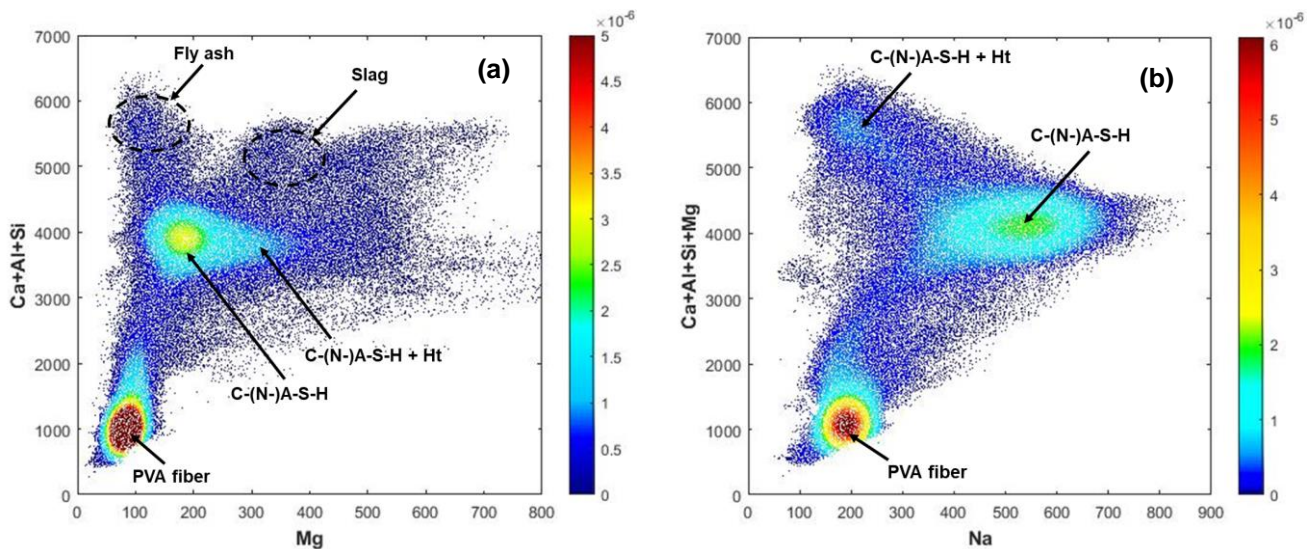 ×10-6
7000
Fly ash
(a)
5
Slag
6000
4.5
4
5000
3.5
4000
3
Ca+Al+Si
2.5
3000
2
C-(N-)A-S-H + Ht
2000
1.5
C-(N-)A-S-H
1
1000
0.5
PVA fiber
0
0
0 100 200 300 400 500 600 700 800
Mg
×10-6
7000
C-(N-)A-S-H + Ht
(b)
6
6000
C-(N-)A-S-H
5
5000
4
4000
Ca+Al+Si+Mg
3
3000
2
2000
1000
1
PVA fiber
0
0
0 100 200 300 400 500 600 700 800 900
Na